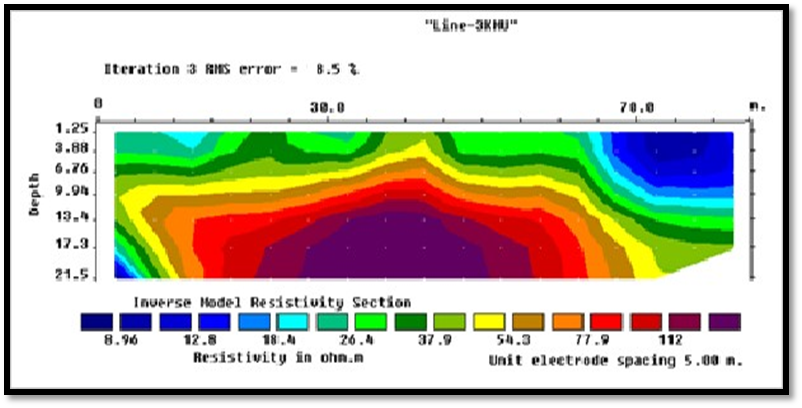 "Line-3KHU"
Iteration 3 RMS error = 8.5 %
0 30.0 70.0 m.
1.25
3.88
6.76
9.94
13.4
17.3
21.5
Depth
Inverse Model Resistivity Section
8.96 12.8 18.4 26.4 37.9 54.3 77.9 112
Resistivity in ohm.m
Unit electrode spacing 5.00 m.